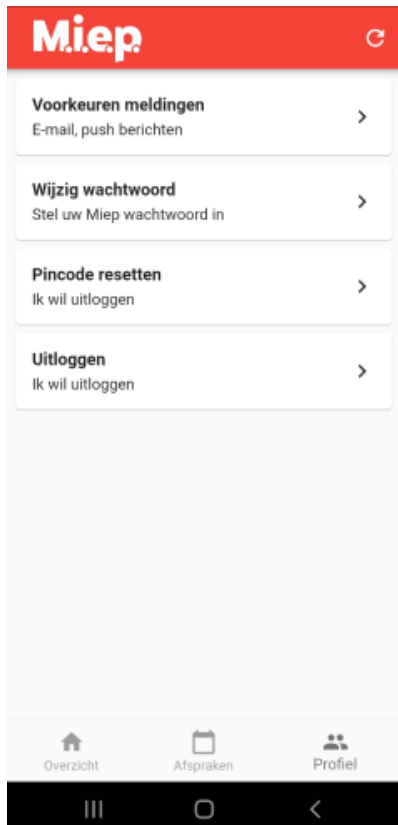 M.i.e.p.
Voorkeuren meldingen
E-mail, push berichten
Wijzig wachtwoord
Stel uw Miep wachtwoord in
Pincode resetten
Ik wil uitloggen
Uitloggen
Ik wil uitloggen
Overzicht Afspraken Profiel